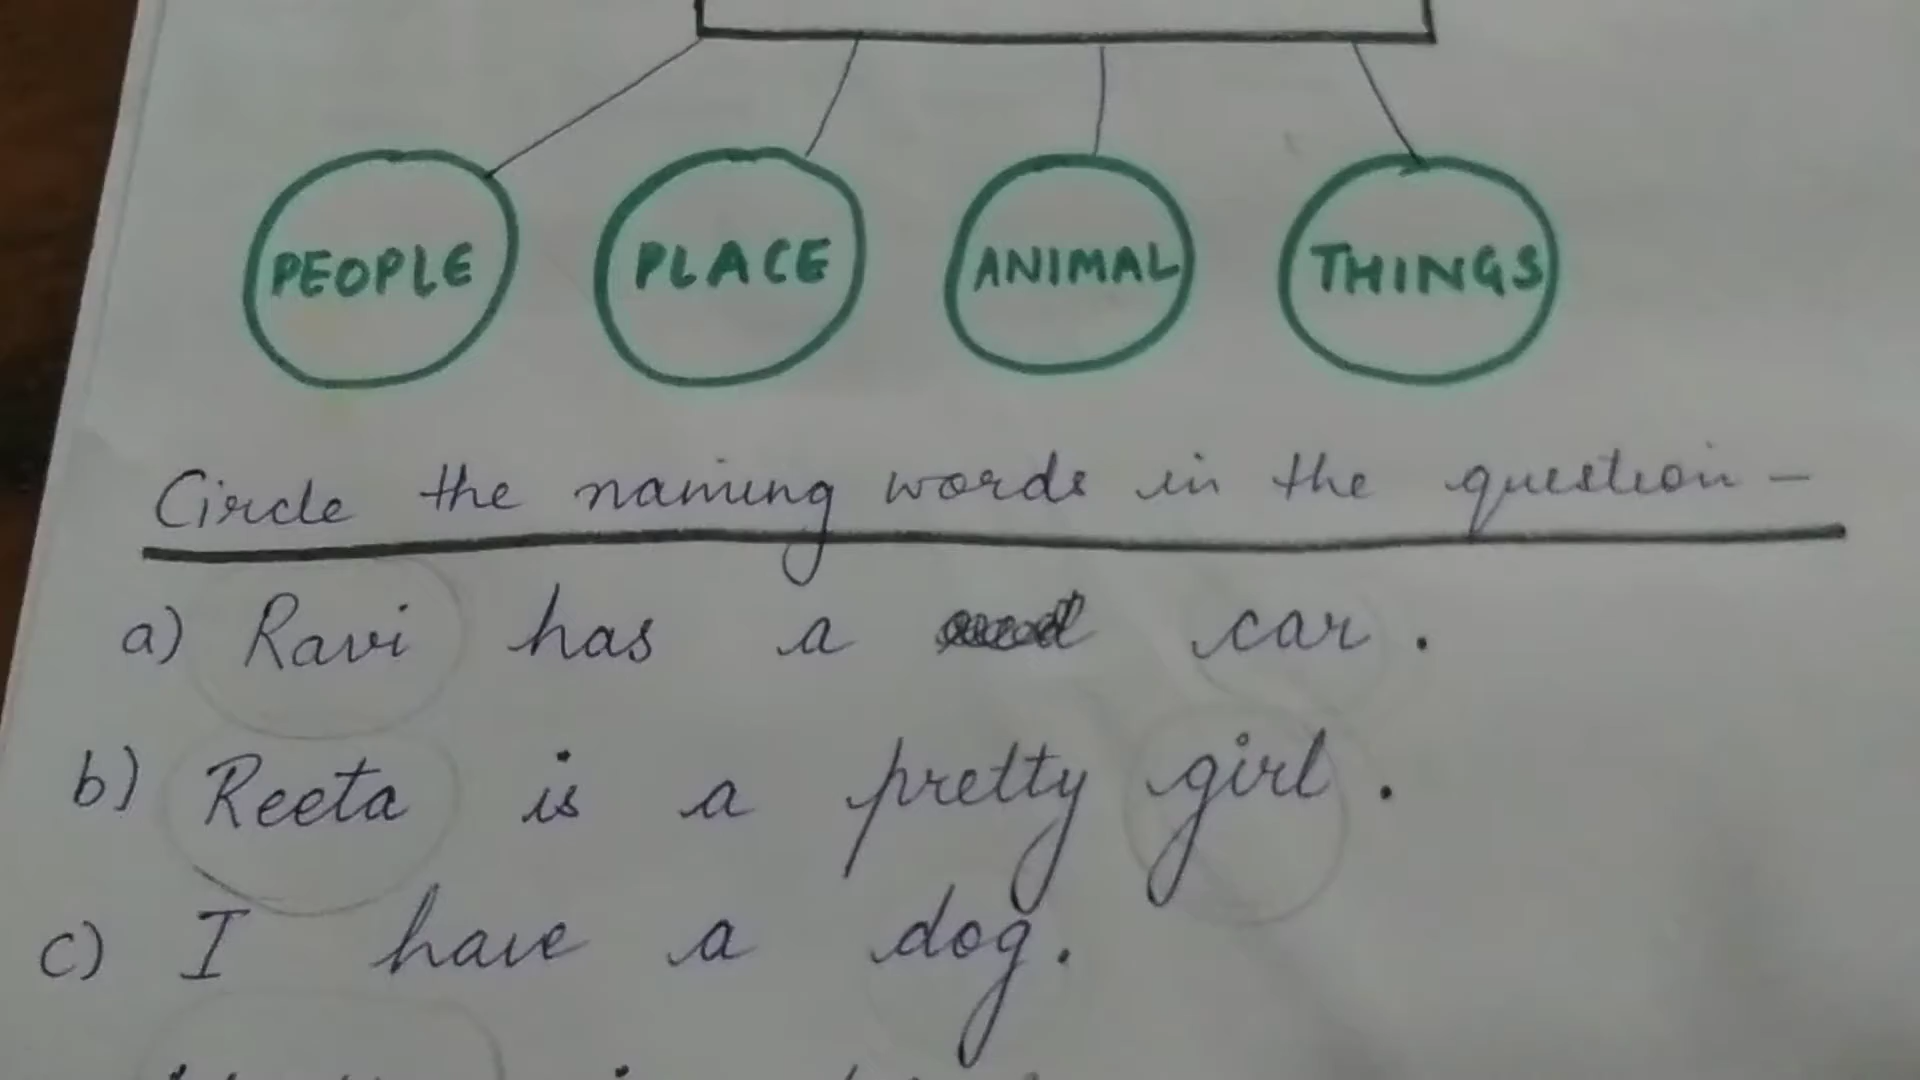 PEOPLE PLACE ANIMAL THINGS
Circle the naming words in the question -
a) Ravi has a car.
b) Reeta is a pretty girl.
c) I have a dog.